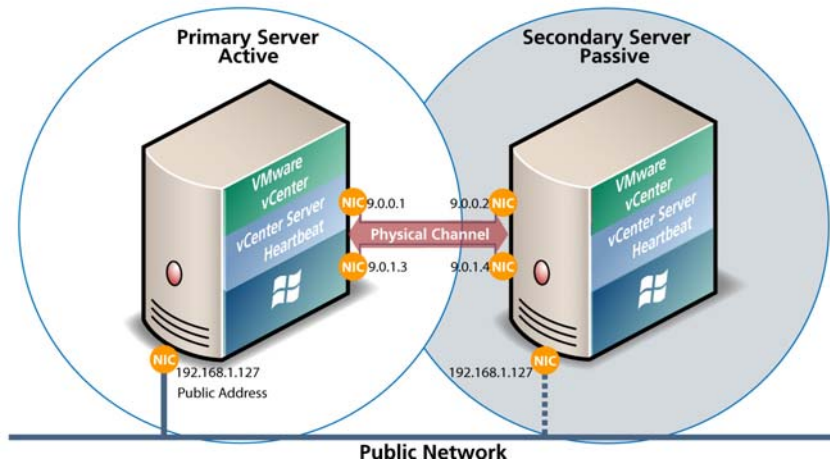 Primary Server
Active
Secondary Server
Passive
VMware
vCenter
vCenter Server
Heartbeat
NIC
9.0.0.1
NIC
9.0.1.3
Physical Channel
9.0.0.2
NIC
9.0.1.4
NIC
VMware
vCenter
vCenter Server
Heartbeat
NIC
192.168.1.127
Public Address
192.168.1.127
NIC
Public Network